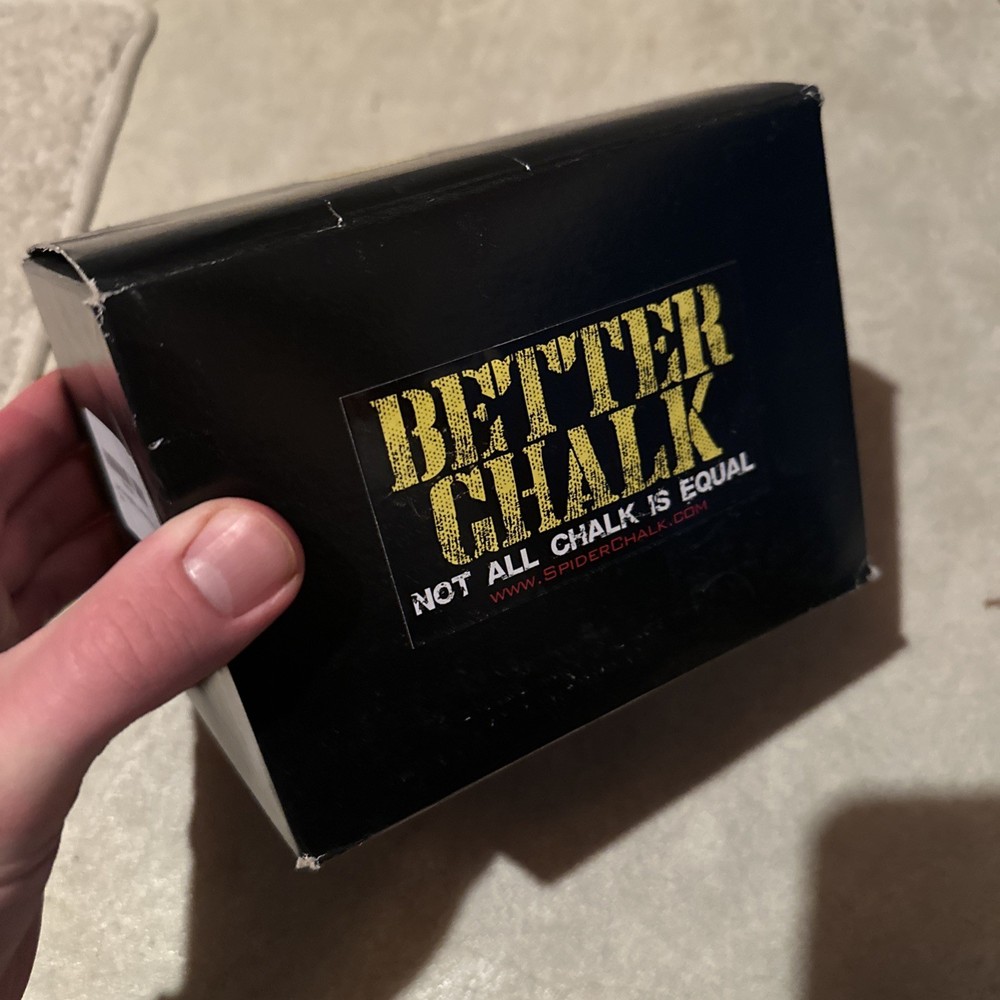 BETTER
CHALK
NOT ALL CHALK IS EQUAL
www.SpiderChalk.com